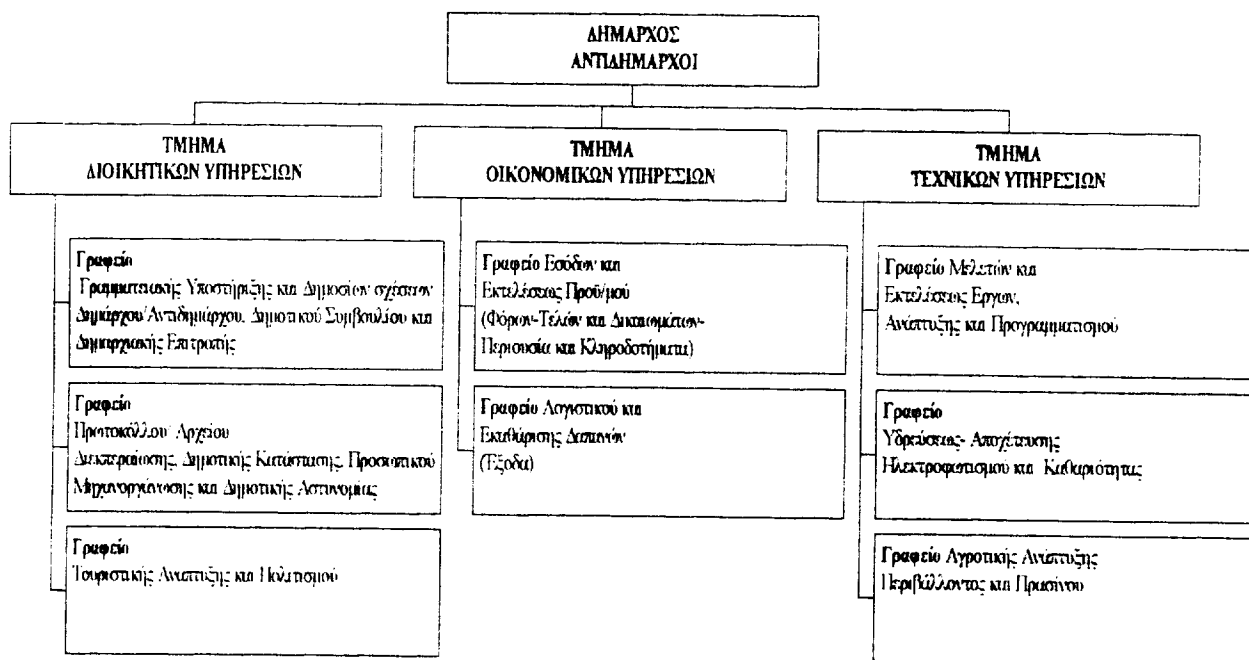 ΔΗΜΑΡΧΟΣ
ΑΝΤΙΔΗΜΑΡΧΟΙ
ΤΜΗΜΑ
ΔΙΟΙΚΗΤΙΚΩΝ ΥΠΗΡΕΣΙΩΝ
ΤΜΗΜΑ
ΟΙΚΟΝΟΜΙΚΩΝ ΥΠΗΡΕΣΙΩΝ
ΤΜΗΜΑ
ΤΕΧΝΙΚΩΝ ΥΠΗΡΕΣΙΩΝ
Γραφείο
Γραμματειακής Υποστήριξης και Δημοσίων σχέσεων
Δημάρχου/Αντιδημάρχου, Δημοτικού Συμβουλίου και
Δημαρχιακής Επιτροπής
Γραφείο
Πρωτοκόλλου/ Αρχείου
Διεκπεραίωσης, Δημοτικής Κατάστασης, Προσωπικού
Μηχανοργάνωσης και Δημοτικής Αστυνομίας
Γραφείο
Τουριστικής Ανάπτυξης και Πολιτισμού
Γραφείο Εσόδων και
Εκτελέσεως Προϋ/μού
(Φόρων-Τελών και Δικαιωμάτων-
Περιουσία και Κληροδοτήματα)
Γραφείο Λογιστικού και
Εκαθάρισης Δαπανών
(Έξοδα)
Γραφείο Μελετών και
Εκτελέσεως Εργων,
Ανάπτυξης και Προγραμματισμού
Γραφείο
Υδρεύσεως- Αποχέτευσης
Ηλεκτροφωτισμού και Καθαριότητας
Γραφείο Αγροτικής Ανάπτυξης
Περιβάλλοντος και Πρασίνου